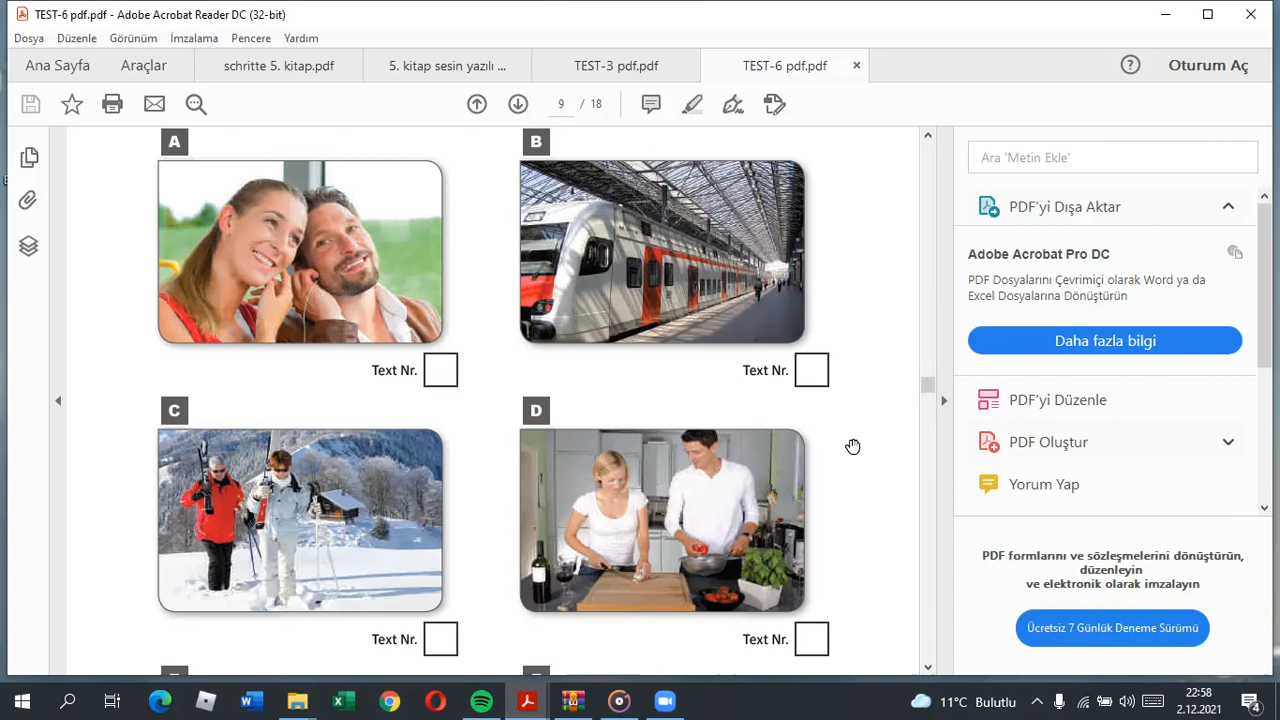 TEST-6 pdf.pdf - Adobe Acrobat Reader DC (32-bit)
Dosya Düzenle Görünüm İmzalama Pencere Yardım
Ana Sayfa Araçlar schritte 5. kitap.pdf 5. kitap sesin yazılı ... TEST-3 pdf.pdf TEST-6 pdf.pdf Oturum Aç
9 / 18
A B
Text Nr. Text Nr.
C D
Text Nr. Text Nr.
Ara 'Metin Ekle'
PDF'yi Dışa Aktar
Adobe Acrobat Pro DC
PDF Dosyalarını Çevrimiçi olarak Word ya da
Excel Dosyalarına Dönüştürün
Daha fazla bilgi
PDF'yi Düzenle
PDF Oluştur
Yorum Yap
PDF formlarını ve sözleşmelerini dönüştürün,
düzenleyin
ve elektronik olarak imzalayın
Ücretsiz 7 Günlük Deneme Sürümü
11°C Bulutlu
22:58
2.12.2021
4